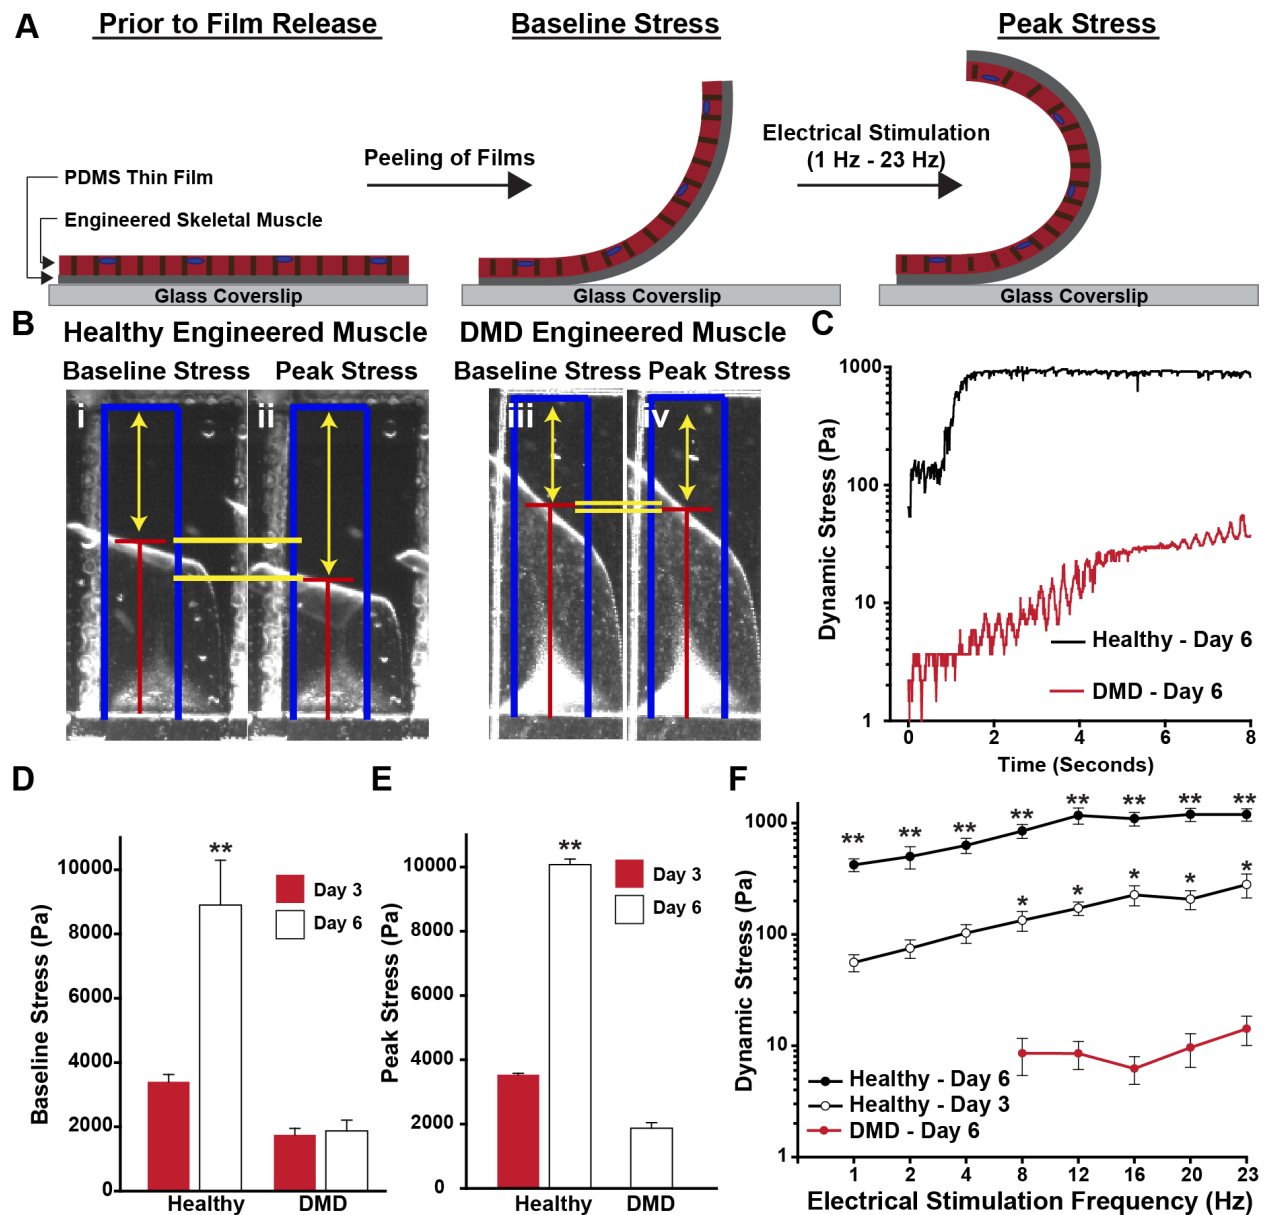 A
Prior to Film Release
Baseline Stress
Peak Stress
Peeling of Films
Electrical Stimulation
(1 Hz - 23 Hz)
PDMS Thin Film
Engineered Skeletal Muscle
Glass Coverslip
Glass Coverslip
Glass Coverslip
B
Healthy Engineered Muscle
DMD Engineered Muscle
Baseline Stress
Peak Stress
Baseline Stress
Peak Stress
i
ii
iii
iv
C
Dynamic Stress (Pa)
1000
100
10
1
0
2
4
6
8
Time (Seconds)
Healthy - Day 6
DMD - Day 6
D
Baseline Stress (Pa)
10000
8000
6000
4000
2000
0
**
Day 3
Day 6
Healthy
DMD
E
Peak Stress (Pa)
10000
8000
6000
4000
2000
0
**
Day 3
Day 6
Healthy
DMD
F
Dynamic Stress (Pa)
1000
100
10
1
** ** ** ** ** ** ** **
* * * * *
Healthy - Day 6
Healthy - Day 3
DMD - Day 6
1 2 4 8 12 16 20 23
Electrical Stimulation Frequency (Hz)